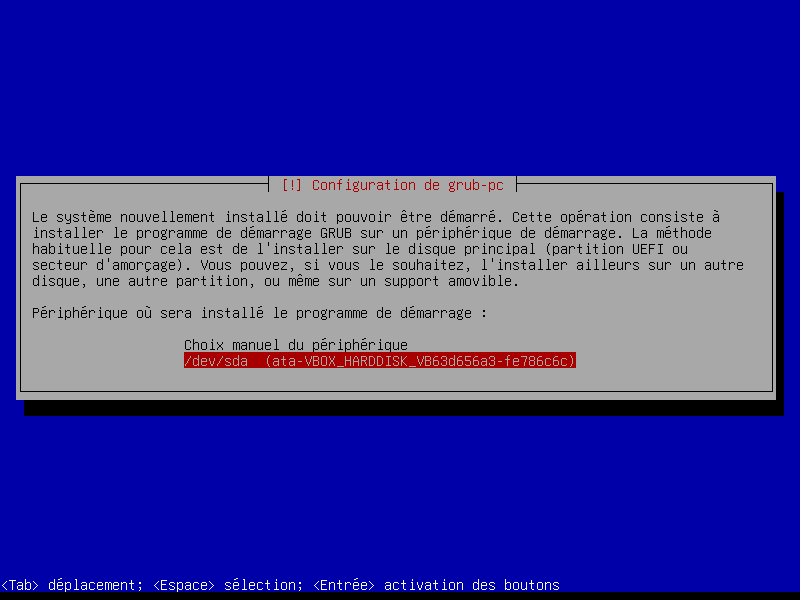 [!] Configuration de grub-pc
Le système nouvellement installé doit pouvoir être démarré. Cette opération consiste à
installer le programme de démarrage GRUB sur un périphérique de démarrage. La méthode
habituelle pour cela est de l'installer sur le disque principal (partition UEFI ou
secteur d'amorçage). Vous pouvez, si vous le souhaitez, l'installer ailleurs sur un autre
disque, une autre partition, ou même sur un support amovible.
Périphérique où sera installé le programme de démarrage :
Choix manuel du périphérique
/dev/sda  (ata-VBOX_HARDDISK_VB63d656a3-fe786c6c)
<Tab> déplacement; <Espace> sélection; <Entrée> activation des boutons